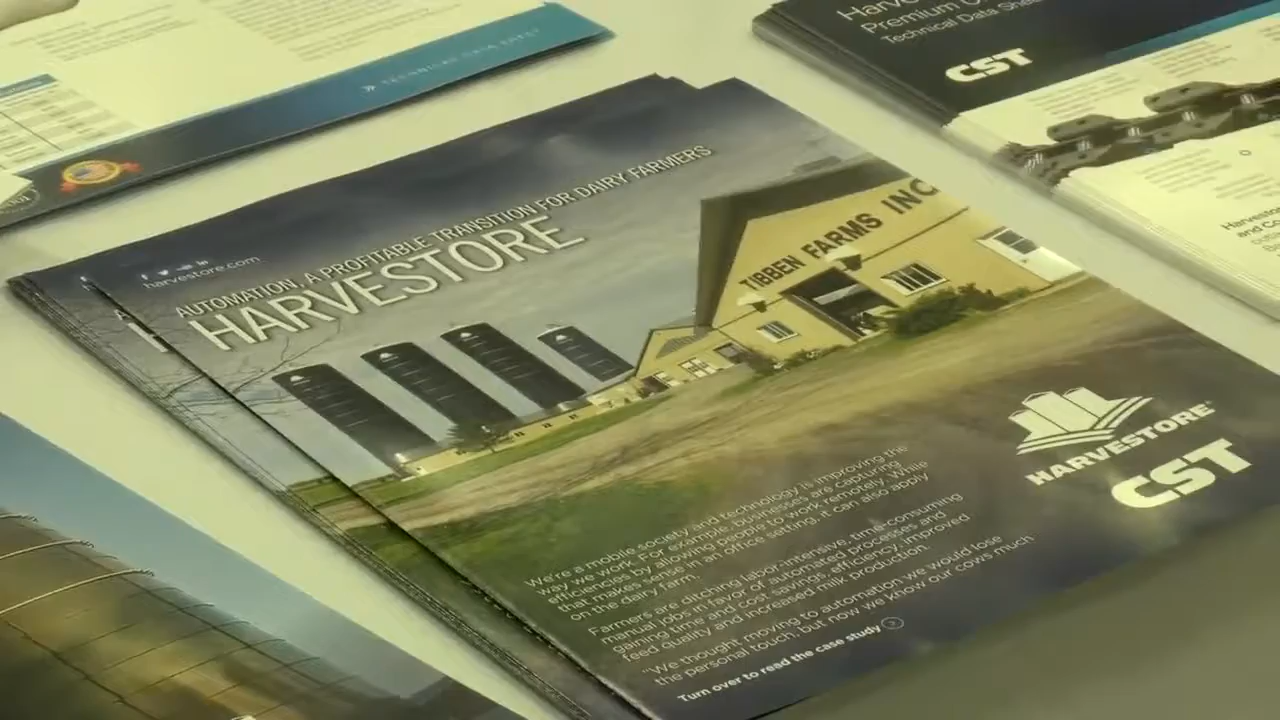 TECHNICAL DATA SHEET
Harvestore
Premium
Technical Data Sheet
CST
harvestore.com
AUTOMATION, A PROFITABLE TRANSITION FOR DAIRY FARMERS
HARVESTORE
TIBBEN FARMS INC
HARVESTORE
CST
We're a mobile society and technology is improving the
way we work. For example, businesses are capturing
efficiencies by allowing people to work remotely. While
that makes sense in an office setting, it can also apply
on the dairy farm.
Farmers are ditching labor-intensive, time-consuming
manual jobs in favor of automated processes and
gaining time and cost savings, efficiency, improved
feed quality and increased milk production.
"We thought moving to automation we would lose
the personal touch, but now we know our cows much
Turn over to read the case study